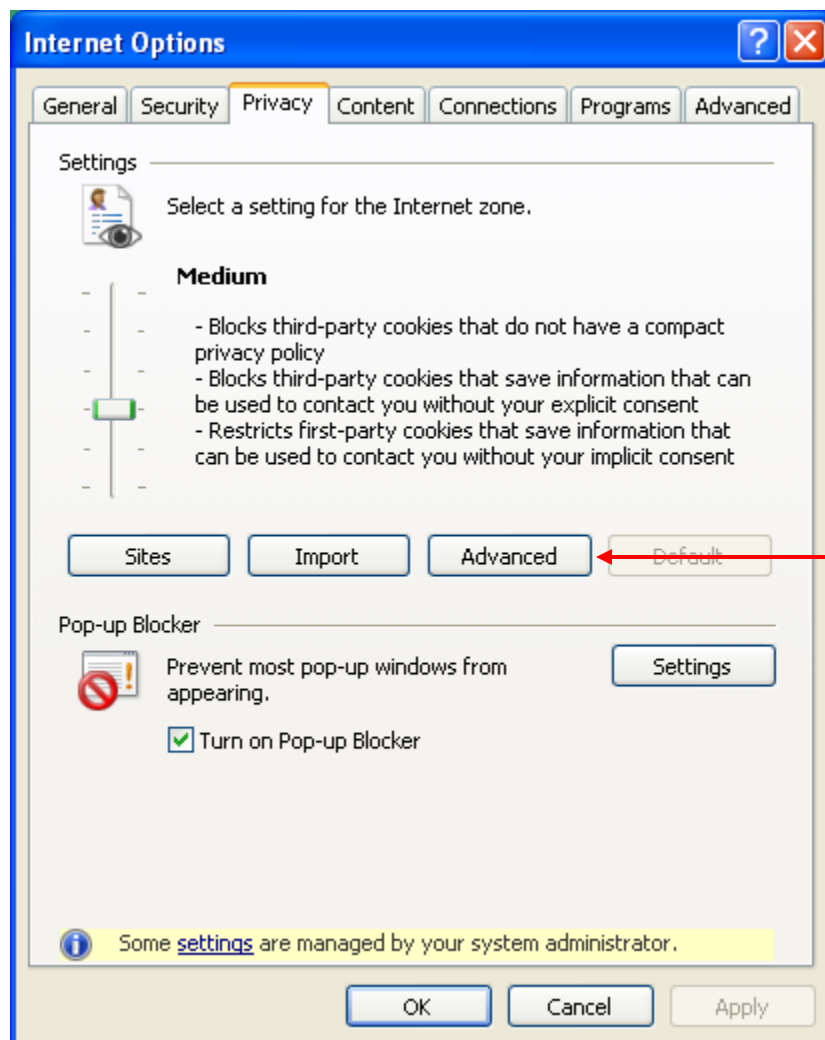 Internet Options
General Security Privacy Content Connections Programs Advanced
Settings
Select a setting for the Internet zone.
Medium
- Blocks third-party cookies that do not have a compact
privacy policy
- Blocks third-party cookies that save information that can
be used to contact you without your explicit consent
- Restricts first-party cookies that save information that
can be used to contact you without your implicit consent
Sites Import Advanced Default
Pop-up Blocker
Prevent most pop-up windows from
appearing.
Settings
Turn on Pop-up Blocker
Some settings are managed by your system administrator.
OK Cancel Apply